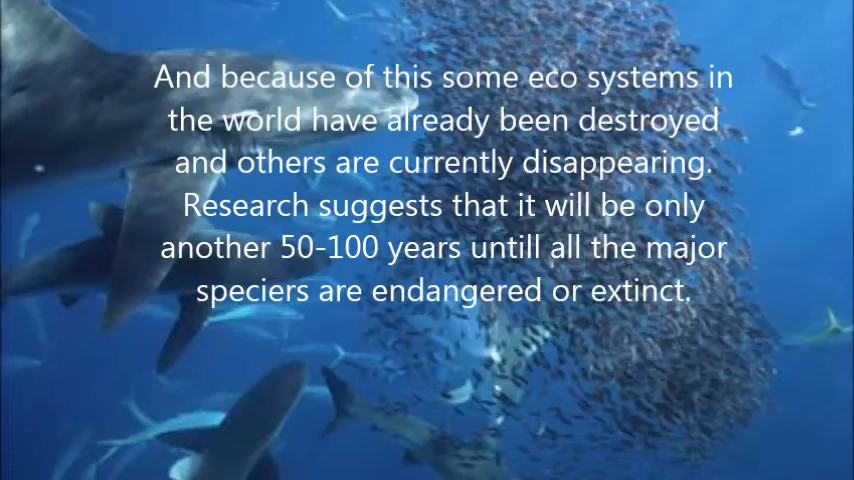 And because of this some eco systems in
the world have already been destroyed
and others are currently disappearing.
Research suggests that it will be only
another 50-100 years untill all the major
speciers are endangered or extinct.